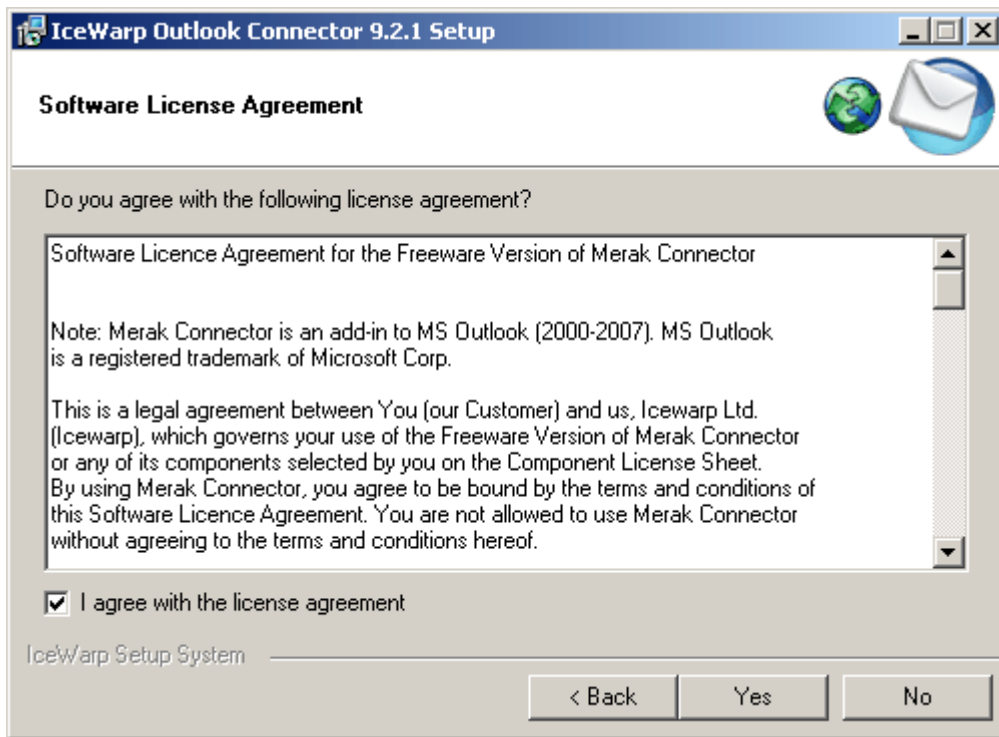 IceWarp Outlook Connector 9.2.1 Setup
Software License Agreement
Do you agree with the following license agreement?
Software Licence Agreement for the Freeware Version of Merak Connector
Note: Merak Connector is an add-in to MS Outlook (2000-2007). MS Outlook
is a registered trademark of Microsoft Corp.
This is a legal agreement between You (our Customer) and us, Icewarp Ltd.
(Icewarp), which governs your use of the Freeware Version of Merak Connector
or any of its components selected by you on the Component License Sheet.
By using Merak Connector, you agree to be bound by the terms and conditions of
this Software Licence Agreement. You are not allowed to use Merak Connector
without agreeing to the terms and conditions hereof.
I agree with the license agreement
IceWarp Setup System
< Back Yes No